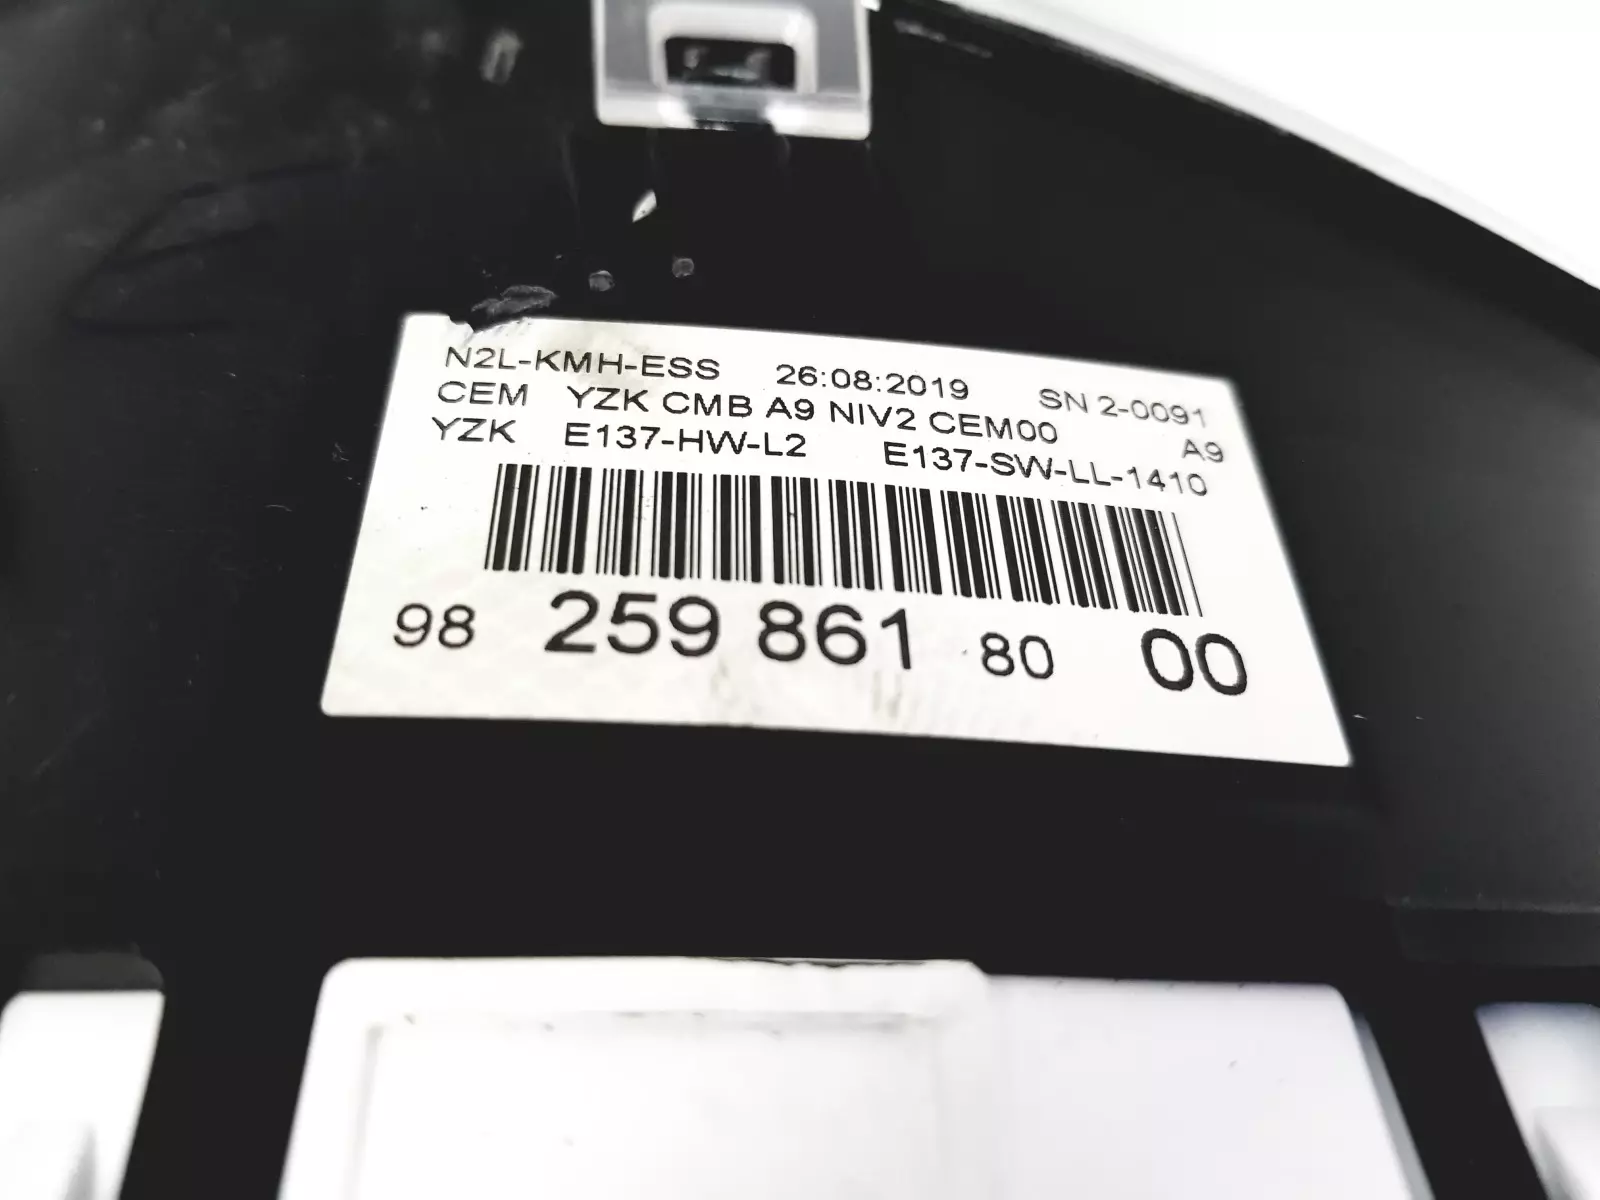 N2L-KMH-ESS 26:08:2019 SN 2-0091
CEM YZK CMB A9 NIV2 CEM00 A9
YZK E137-HW-L2 E137-SW-LL-1410
98 259 861 80 00